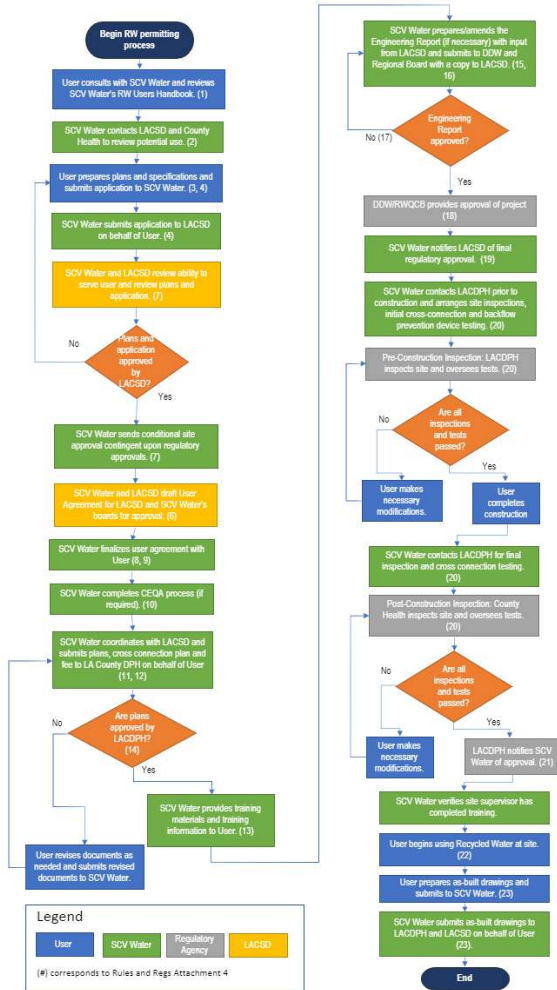 Begin RW permitting
process
User consults with SCV Water and reviews
SCV Water's RW Users Handbook. (1)
SCV Water contacts LACSD and County
Health to review potential use. (2)
User prepares plans and specifications and
submits application to SCV Water. (3, 4)
SCV Water submits application to LACSD
on behalf of User. (4)
SCV Water and LACSD review ability to
serve user and review plans and
application. (7)
Plans and
application
approved
by
LACSD?
No
Yes
SCV Water sends conditional site
approval contingent upon regulatory
approvals. (7)
SCV Water and LACSD draft User
Agreement for LACSD and SCV Water's
boards for approval. (6)
SCV Water finalizes user agreement with
User (8, 9)
SCV Water completes CEQA process (if
required). (10)
SCV Water coordinates with LACSD and
submits plans, cross connection plan and
fee to LA County DPH on behalf of User
(11, 12)
Are plans
approved by
LACDPH?
(14)
No
Yes
SCV Water provides training
materials and training
information to User. (13)
User revises documents as
needed and submits revised
documents to SCV Water.
SCV Water prepares/amends the
Engineering Report (if necessary) with input
from LACSD and submits to DDW and
Regional Board with a copy to LACSD. (15,
16)
Engineering
Report
approved?
No (17)
Yes
DDW/RWQCB provides approval of project
(18)
SCV Water notifies LACSD of final
regulatory approval. (19)
SCV Water contacts LACDPH prior to
construction and arranges site inspections,
initial cross-connection and backflow
prevention device testing. (20)
Pre-Construction Inspection: LACDPH
inspects site and oversees tests. (20)
Are all
inspections
and tests
passed?
No
Yes
User makes
necessary
modifications.
User
completes
construction
SCV Water contacts LACDPH for final
inspection and cross connection testing.
(20)
Post-Construction Inspection: County
Health inspects site and oversees tests.
(20)
Are all
inspections
and tests
passed?
No
Yes
User makes
necessary
modifications.
LACDPH notifies SCV
Water of approval. (21)
SCV Water verifies site supervisor has
completed training.
User begins using Recycled Water at site.
(22)
User prepares as-built drawings and
submit to SCV Water. (23)
SCV Water submits as-built drawings to
LACDPH and LACSD on behalf of User
(23).
End
Legend
User
SCV Water
Regulatory
Agency
LACSD
(#) corresponds to Rules and Regs Attachment 4